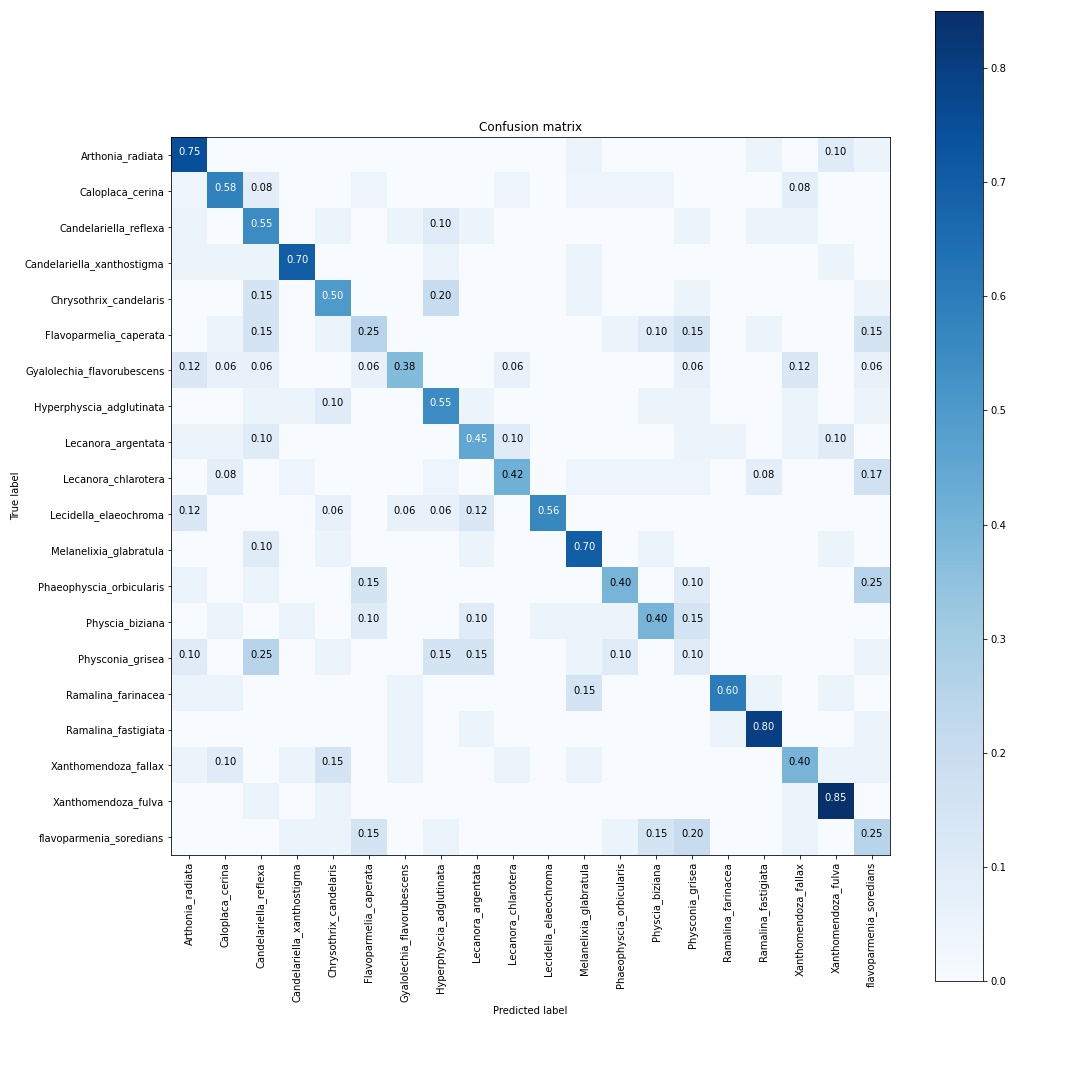 Confusion matrix
Arthonia_radiata 0.75 0.10
Caloplaca_cerina 0.58 0.08 0.08
Candelariella_reflexa 0.55 0.10
Candelariella_xanthostigma 0.70
Chrysothrix_candelaris 0.15 0.50 0.20
Flavoparmelia_caperata 0.15 0.25 0.10 0.15 0.15
Gyalolechia_flavorubescens 0.12 0.06 0.06 0.06 0.38 0.06 0.06 0.12 0.06
Hyperphyscia_adglutinata 0.10 0.55
Lecanora_argentata 0.10 0.45 0.10 0.10
Lecanora_chlarotera 0.08 0.42 0.08 0.17
Lecidella_elaeochroma 0.12 0.06 0.06 0.06 0.12 0.56
Melanelixia_glabratula 0.10 0.70
Phaeophyscia_orbicularis 0.15 0.40 0.10 0.25
Physcia_biziana 0.10 0.10 0.40 0.15
Physconia_grisea 0.10 0.25 0.15 0.15 0.10 0.10
Ramalina_farinacea 0.15 0.60
Ramalina_fastigiata 0.80
Xanthomendoza_fallax 0.10 0.15 0.40
Xanthomendoza_fulva 0.85
flavoparmenia_soredians 0.15 0.15 0.20 0.25
True label
Arthonia_radiata
Caloplaca_cerina
Candelariella_reflexa
Candelariella_xanthostigma
Chrysothrix_candelaris
Flavoparmelia_caperata
Gyalolechia_flavorubescens
Hyperphyscia_adglutinata
Lecanora_argentata
Lecanora_chlarotera
Lecidella_elaeochroma
Melanelixia_glabratula
Phaeophyscia_orbicularis
Physcia_biziana
Physconia_grisea
Ramalina_farinacea
Ramalina_fastigiata
Xanthomendoza_fallax
Xanthomendoza_fulva
flavoparmenia_soredians
Predicted label
0.8
0.7
0.6
0.5
0.4
0.3
0.2
0.1
0.0